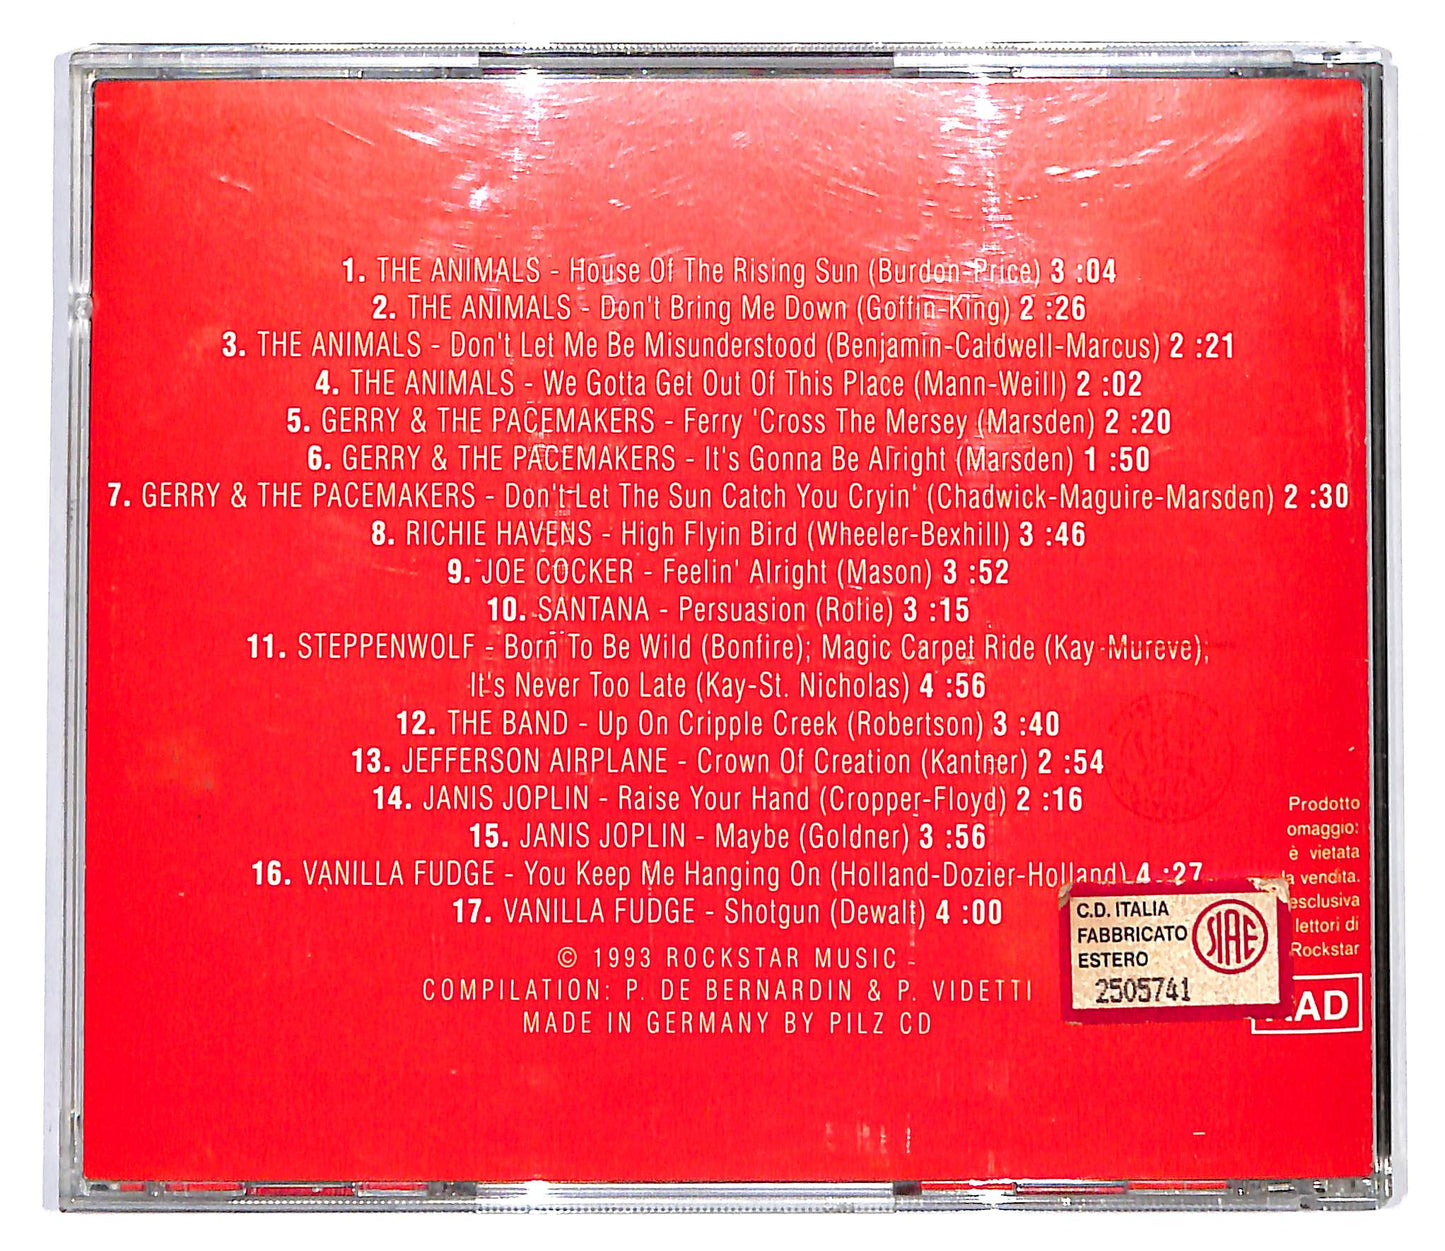 1. THE ANIMALS - House Of The Rising Sun (Burdon-Price) 3 :04
2. THE ANIMALS - Don't Bring Me Down (Goffin-King) 2 :26
3. THE ANIMALS - Don't Let Me Be Misunderstood (Benjamin-Caldwell-Marcus) 2 :21
4. THE ANIMALS - We Gotta Get Out Of This Place (Mann-Weill) 2 :02
5. GERRY & THE PACEMAKERS - Ferry 'Cross The Mersey (Marsden) 2 :20
6. GERRY & THE PACEMAKERS - It's Gonna Be Alright (Marsden) 1 :50
7. GERRY & THE PACEMAKERS - Don't Let The Sun Catch You Cryin' (Chadwick-Maguire-Marsden) 2 :30
8. RICHIE HAVENS - High Flyin Bird (Wheeler-Bexhill) 3 :46
9. JOE COCKER - Feelin' Alright (Mason) 3 :52
10. SANTANA - Persuasion (Rolie) 3 :15
11. STEPPENWOLF - Born To Be Wild (Bonfire); Magic Carpet Ride (Kay-Mureve);
It's Never Too Late (Kay-St. Nicholas) 4 :56
12. THE BAND - Up On Cripple Creek (Robertson) 3 :40
13. JEFFERSON AIRPLANE - Crown Of Creation (Kantner) 2 :54
14. JANIS JOPLIN - Raise Your Hand (Cropper-Floyd) 2 :16
15. JANIS JOPLIN - Maybe (Goldner) 3 :56
16. VANILLA FUDGE - You Keep Me Hanging On (Holland-Dozier-Holland) 4 :27
17. VANILLA FUDGE - Shotgun (Dewalt) 4 :00
© 1993 ROCKSTAR MUSIC -
COMPILATION: P. DE BERNARDIN & P. VIDETTI
MADE IN GERMANY BY PILZ CD
Prodotto
omaggio:
è vietata
la vendita.
esclusiva
lettori di
Rockstar
C.D. ITALIA
FABBRICATO
ESTERO
2505741
SIAE
AAD